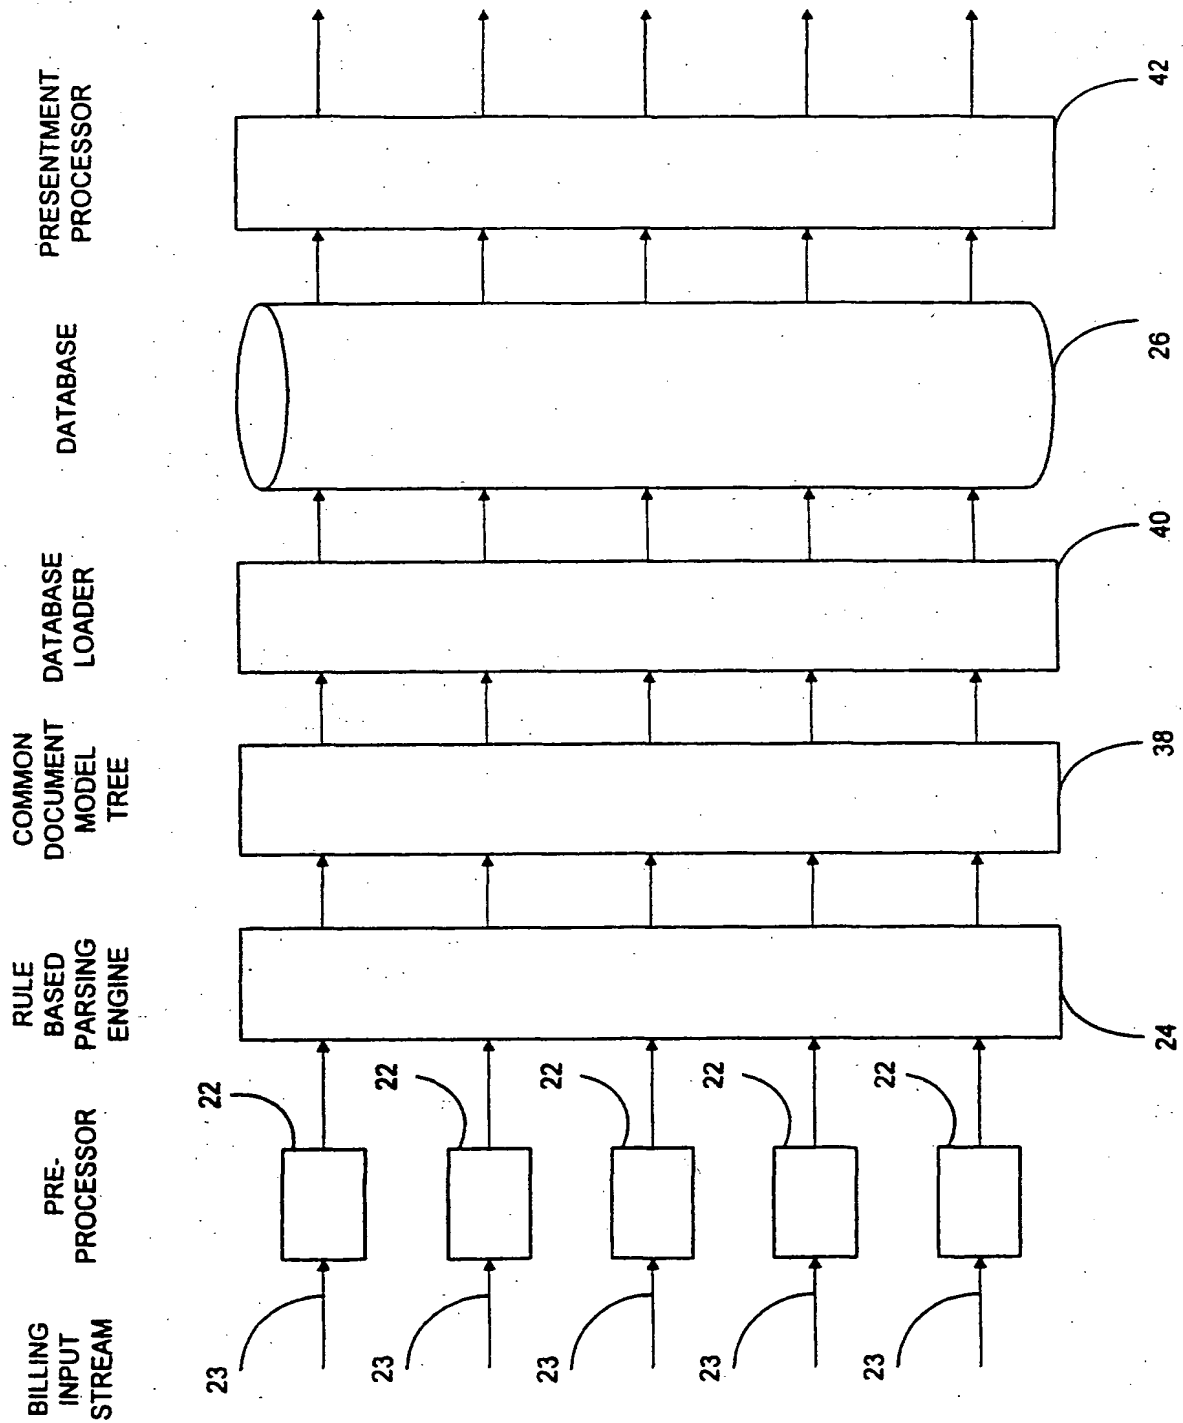 BILLING
INPUT
STREAM
PRE-
PROCESSOR
RULE
BASED
PARSING
ENGINE
COMMON
DOCUMENT
MODEL
TREE
DATABASE
LOADER
DATABASE
PRESENTMENT
PROCESSOR
23
22
23
22
23
22
23
22
23
22
24
38
40
26
42